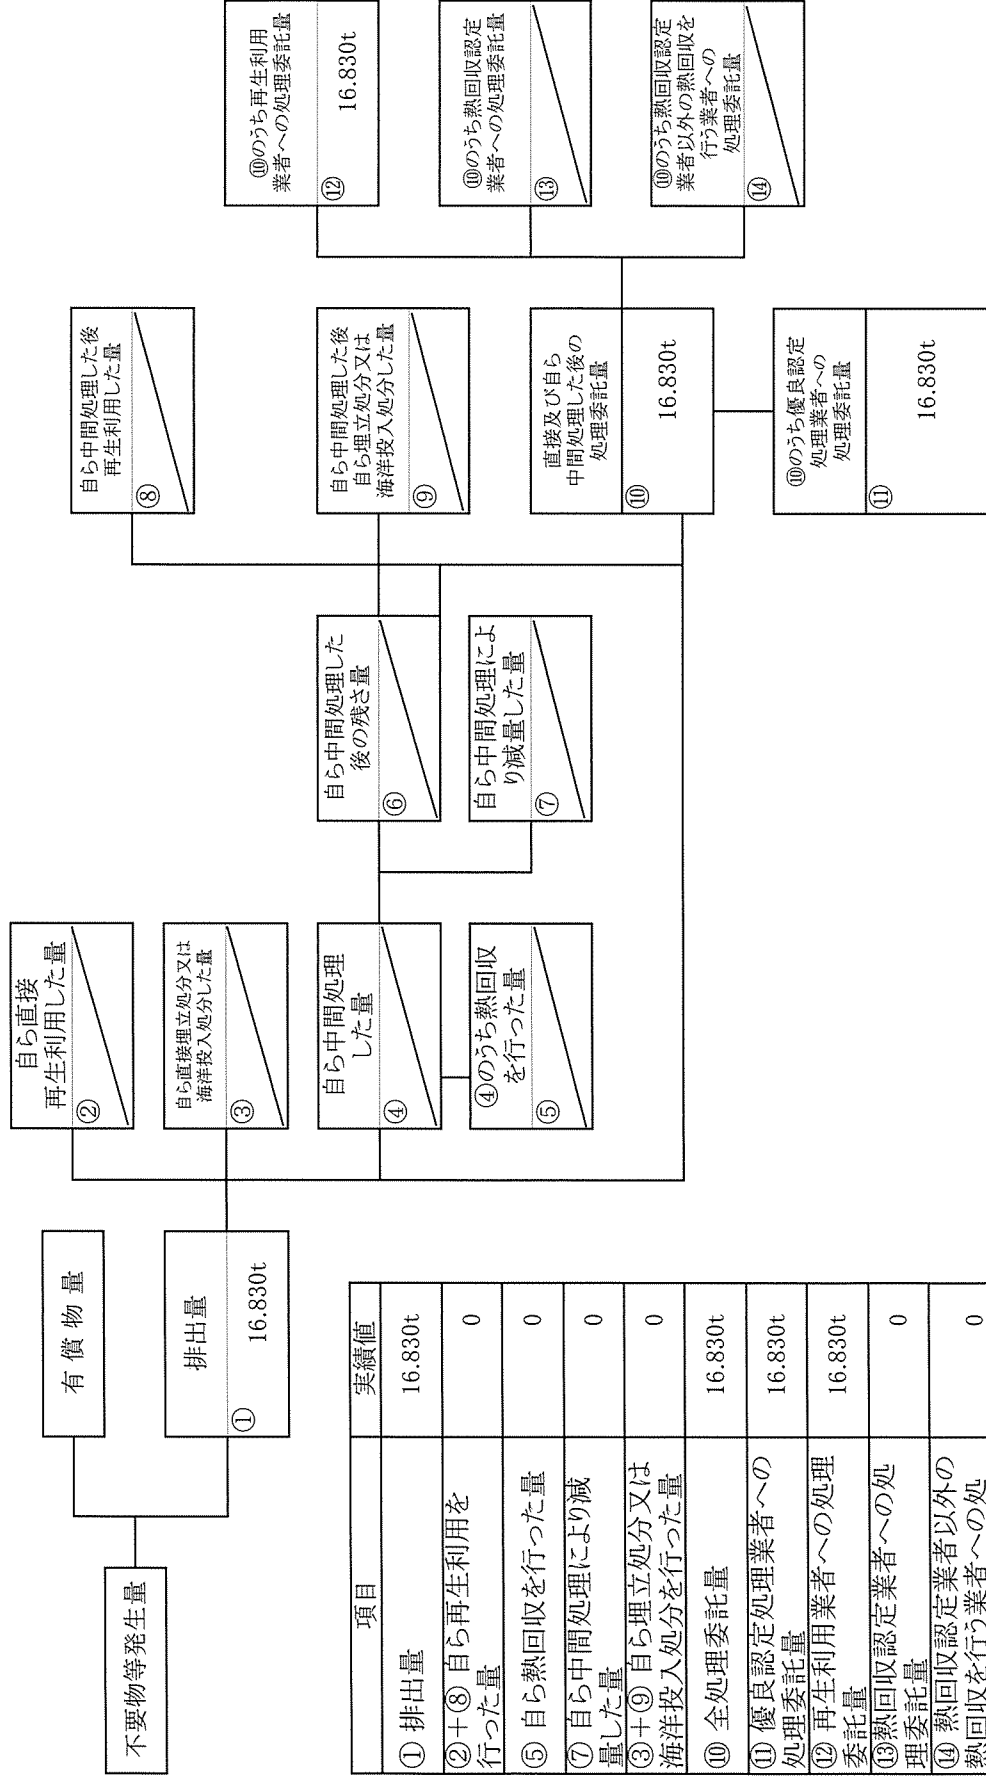 不要物等発生量
有償物量
排出量
①
16.830t
自ら直接
再生利用した量
②
自ら直接埋立処分又は
海洋投入処分した量
③
自ら中間処理
した量
④
④のうち熱回収
を行った量
⑤
自ら中間処理した
後の残さ量
⑥
自ら中間処理によ
り減量した量
⑦
自ら中間処理した後
再生利用した量
⑧
自ら中間処理した後
自ら埋立処分又は
海洋投入処分した量
⑨
直接及び自ら
中間処理した後の
処理委託量
⑩
16.830t
⑩のうち優良認定
処理業者への
処理委託量
⑪
16.830t
⑩のうち再生利用
業者への処理委託量
⑫
16.830t
⑩のうち熱回収認定
業者への処理委託量
⑬
⑩のうち熱回収認定
業者以外の熱回収を
行う業者への
処理委託量
⑭
項目 実績値
①排出量 16.830t
②＋⑧ 自ら再生利用を
行った量 0
⑤ 自ら熱回収を行った量 0
⑦ 自ら中間処理により減
量した量 0
③＋⑨ 自ら埋立処分又は
海洋投入処分を行った量 0
⑩ 全処理委託量 16.830t
⑪ 優良認定処理業者への
処理委託量 16.830t
⑫ 再生利用業者への処理
委託量 16.830t
⑬熱回収認定業者への処
理委託量 0
⑭ 熱回収認定業者以外の
熱回収を行う業者への処 0